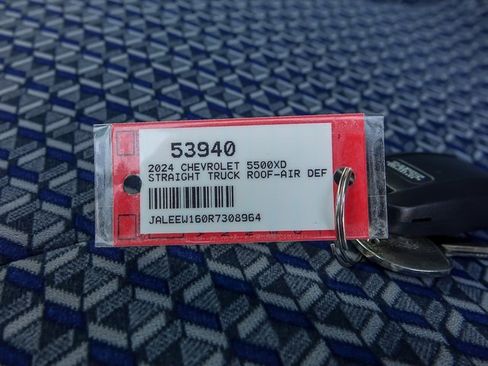 53940
2024 CHEVROLET 5500XD
STRAIGHT TRUCK ROOF-AIR DEF
JALEEW160R7308964